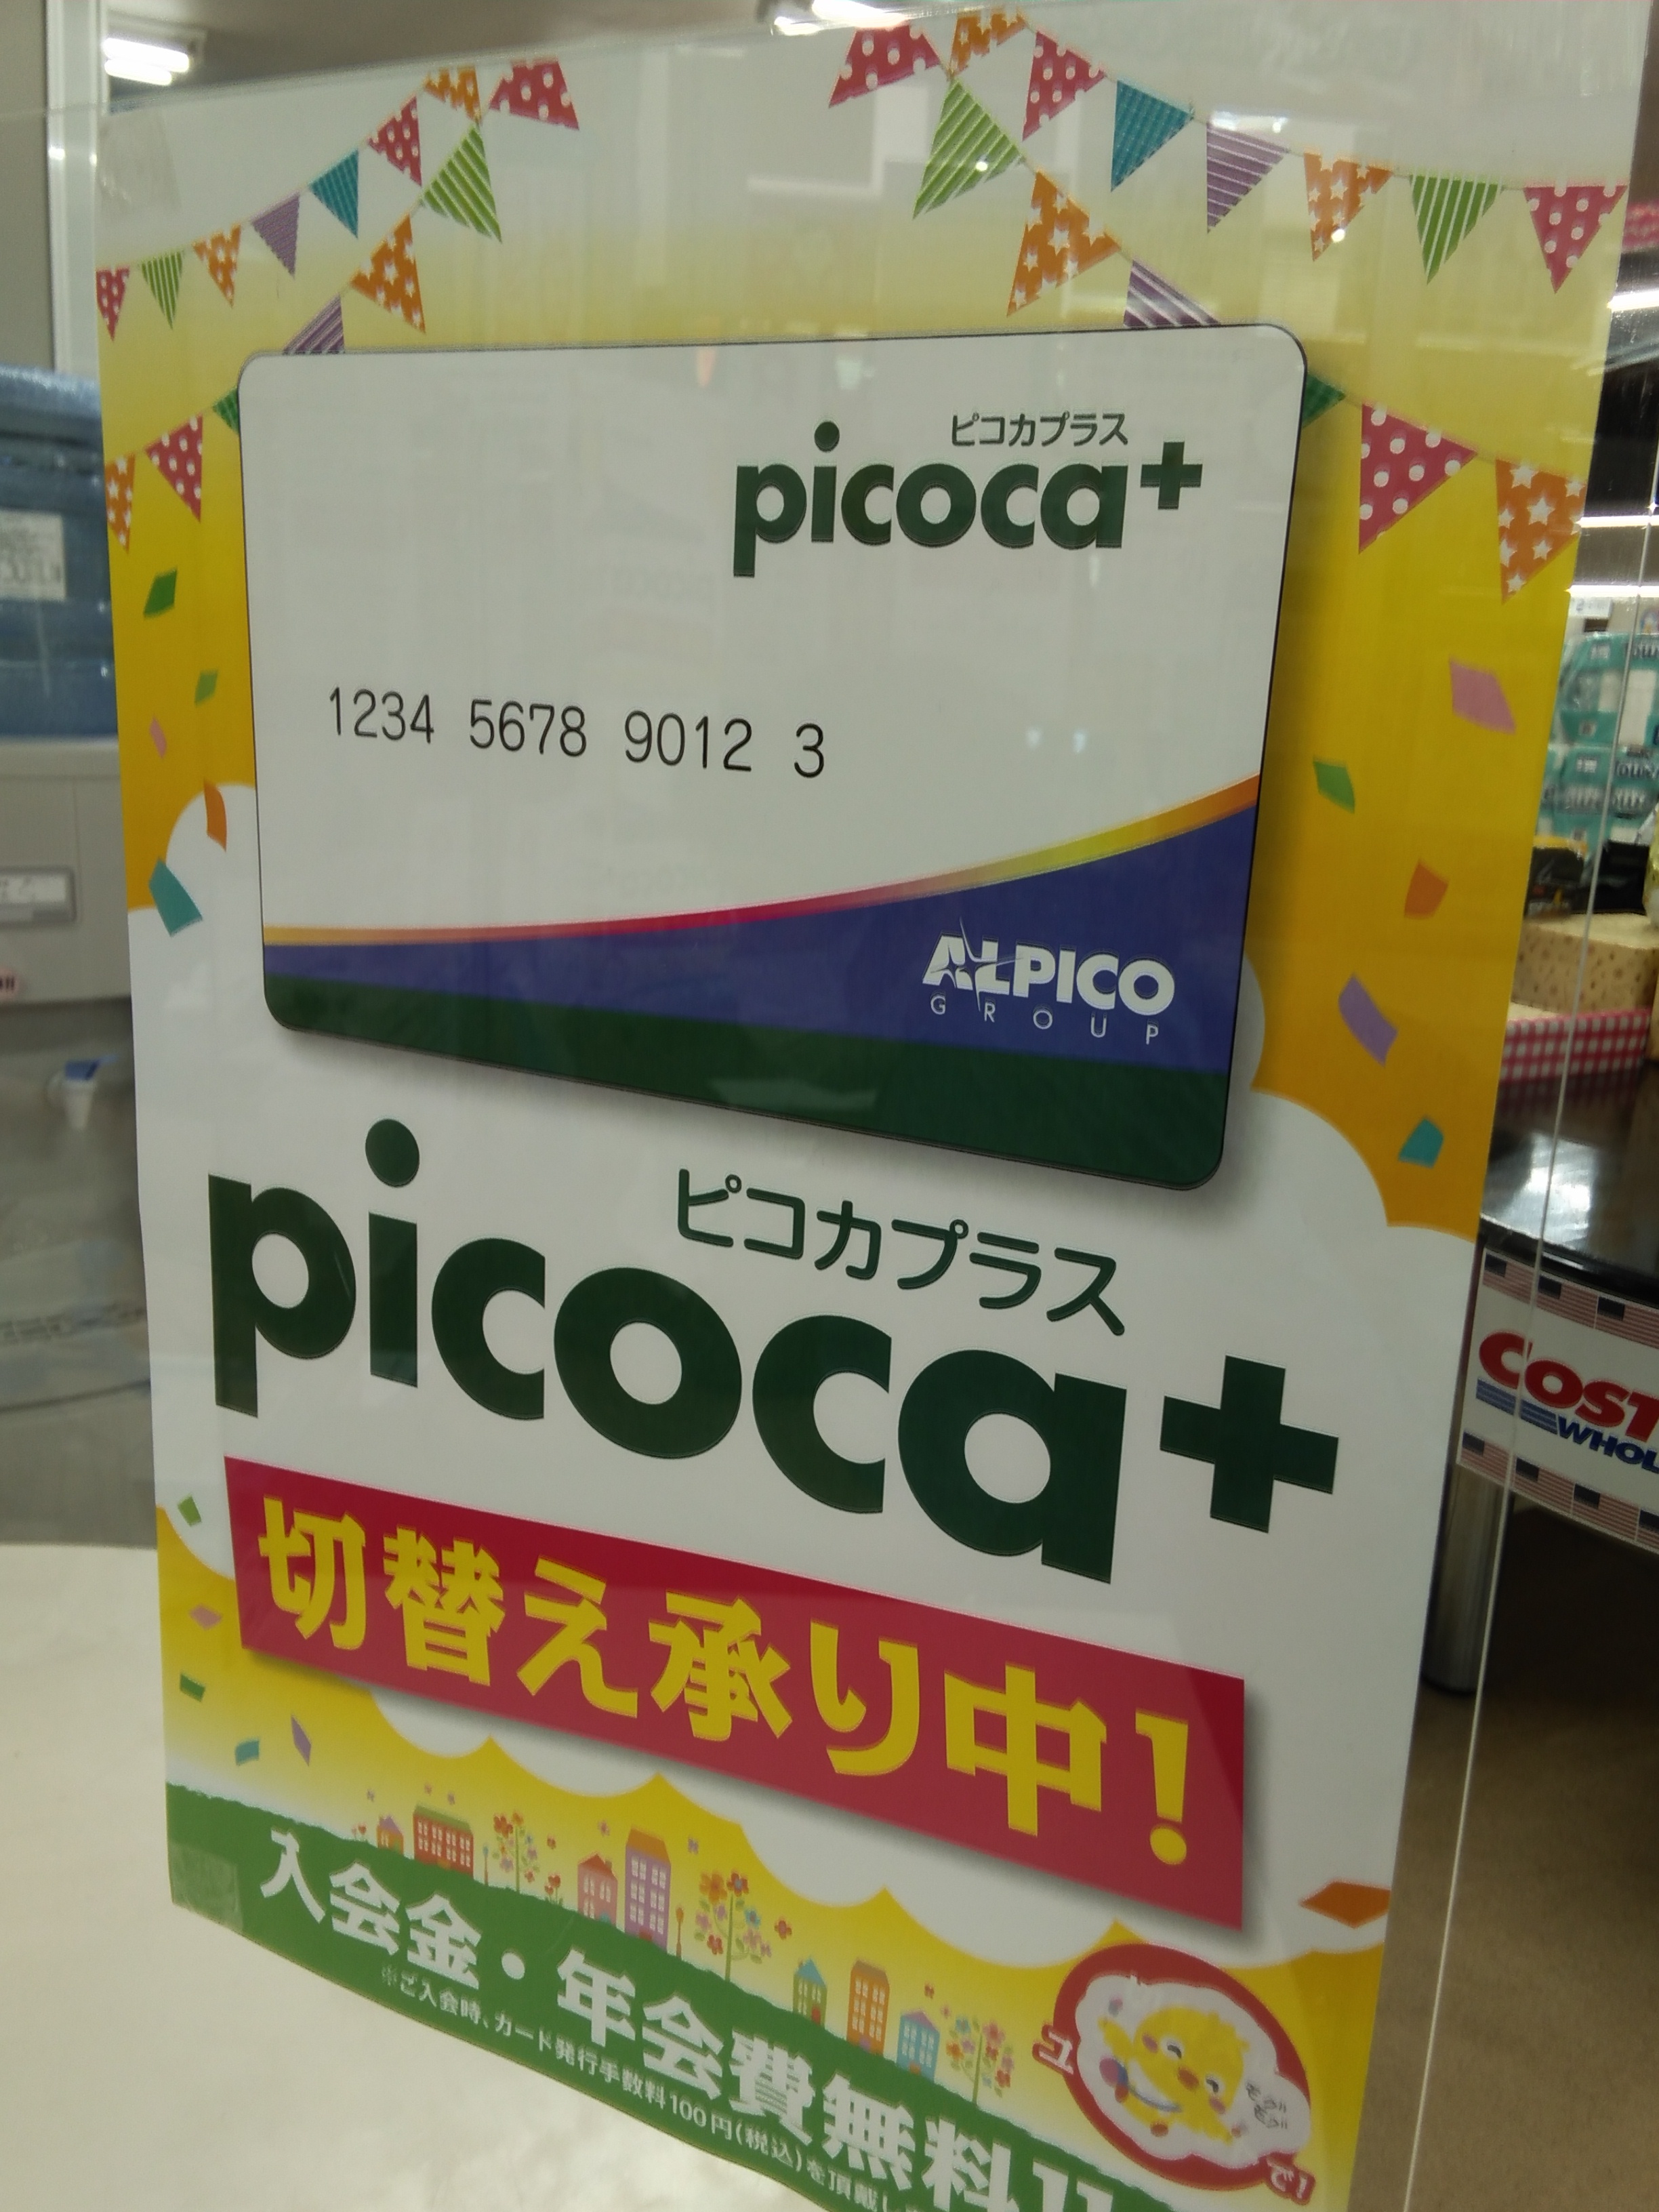 ピコカプラス
picoca+
1234 5678 9012 3
ALPICO
GROUP
ピコカプラス
picoca+
切替え承り中！
入会金・年会費無料!!
※ご入会時、カード発行手数料100円(税込)を頂戴し
COST
WHOL